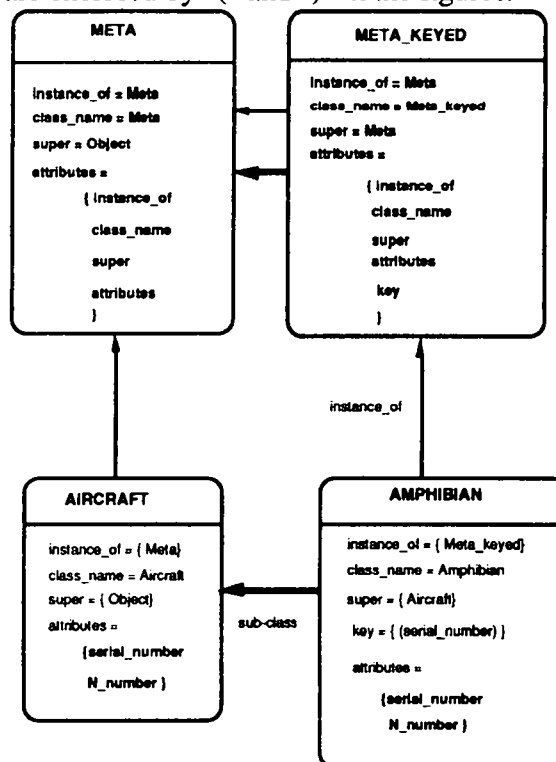 META
instance_of = Meta
class_name = Meta
super = Object
attributes =
{ instance_of
class_name
super
attributes
}
META_KEYED
instance_of = Meta
class_name = Meta_keyed
super = Meta
attributes =
{ instance_of
class_name
super
attributes
key
}
instance_of
AIRCRAFT
instance_of = { Meta}
class_name = Aircraft
super = { Object}
attributes =
{serial_number
N_number }
sub-class
AMPHIBIAN
instance_of = { Meta_keyed}
class_name = Amphibian
super = { Aircraft}
key = { (serial_number) }
attributes =
{serial_number
N_number }